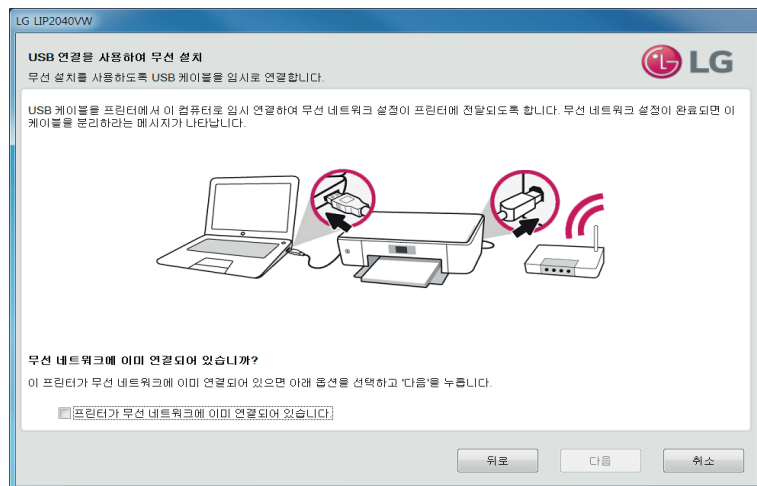 LG LIP2040VW
USB 연결을 사용하여 무선 설치
무선 설치를 사용하도록 USB 케이블을 임시로 연결합니다.
LG
USB 케이블을 프린터에서 이 컴퓨터로 임시 연결하여 무선 네트워크 설정이 프린터에 전달되도록 합니다. 무선 네트워크 설정이 완료되면 이
케이블을 분리하라는 메시지가 나타납니다.
무선 네트워크에 이미 연결되어 있습니까?
이 프린터가 무선 네트워크에 이미 연결되어 있으면 아래 옵션을 선택하고 '다음'을 누릅니다.
프린터가 무선 네트워크에 이미 연결되어 있습니다.
뒤로
다음
취소